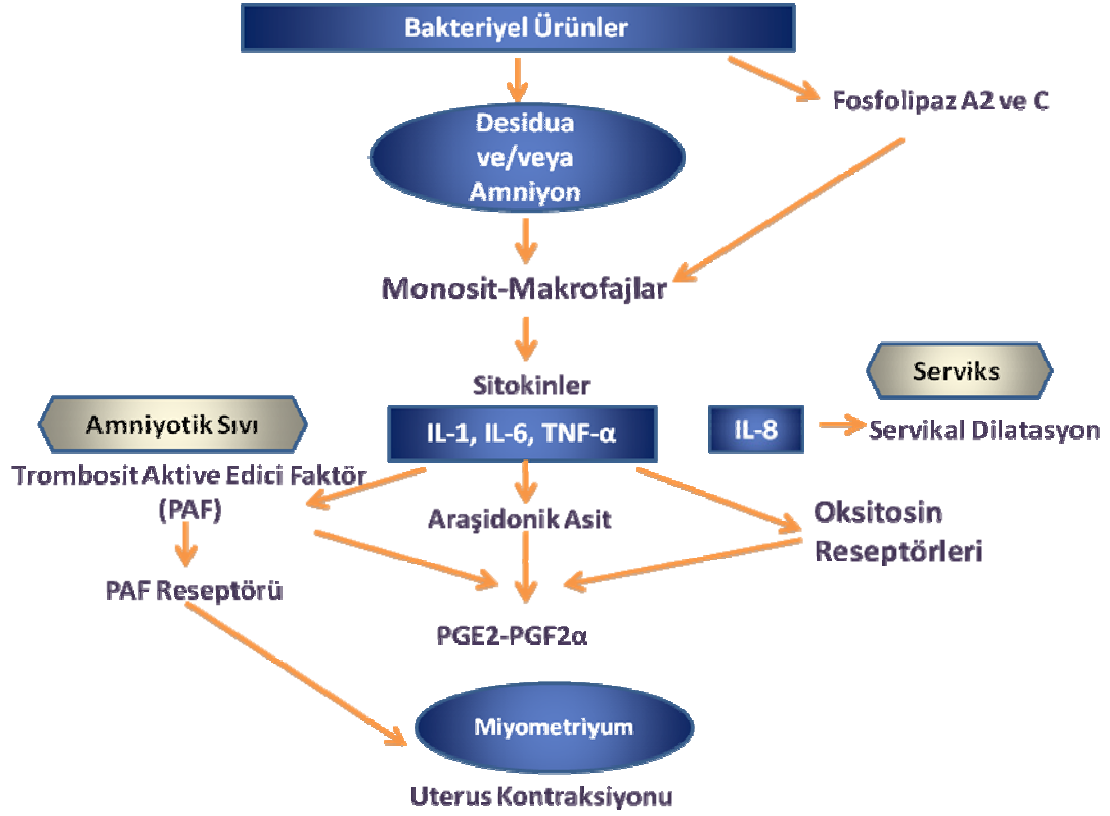 Bakteriyel Ürünler
Fosfolipaz A2 ve C
Desidua
ve/veya
Amniyon
Monosit-Makrofajlar
Serviks
Sitokinler
Amniyotik Sıvı
IL-1, IL-6, TNF-α
IL-8
Servikal Dilatasyon
Trombosit Aktive Edici Faktör
(PAF)
Araşidonik Asit
Oksitosin
Reseptörleri
PAF Reseptörü
PGE2-PGF2α
Miyometriyum
Uterus Kontraksiyonu